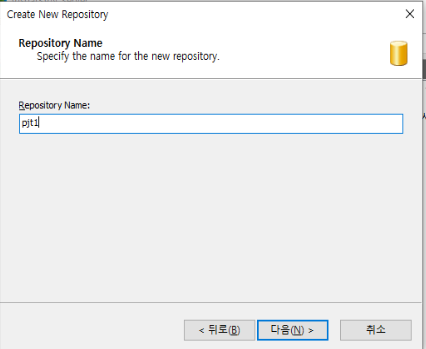 Create New Repository
Repository Name
Specify the name for the new repository.
Repository Name:
pjt1
< 뒤로(B)
다음(N) >
취소